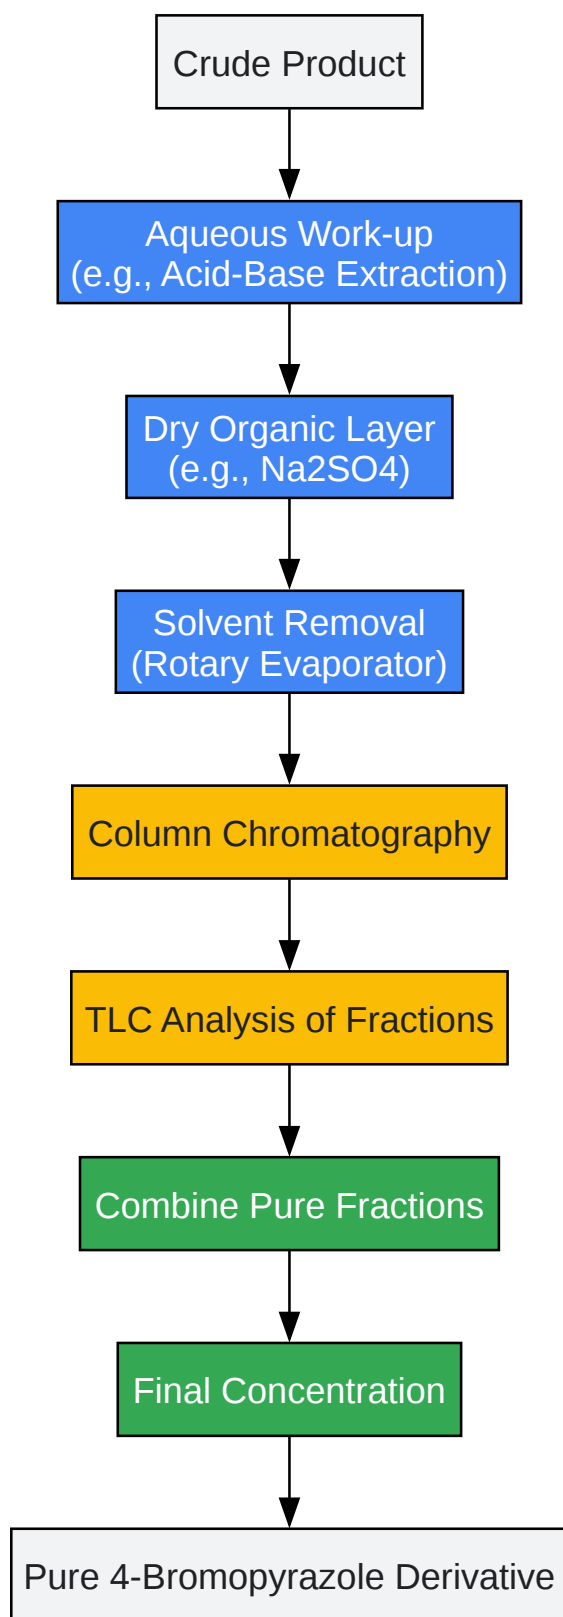 Crude Product
Aqueous Work-up
(e.g., Acid-Base Extraction)
Dry Organic Layer
(e.g., Na2SO4)
Solvent Removal
(Rotary Evaporator)
Column Chromatography
TLC Analysis of Fractions
Combine Pure Fractions
Final Concentration
Pure 4-Bromopyrazole Derivative